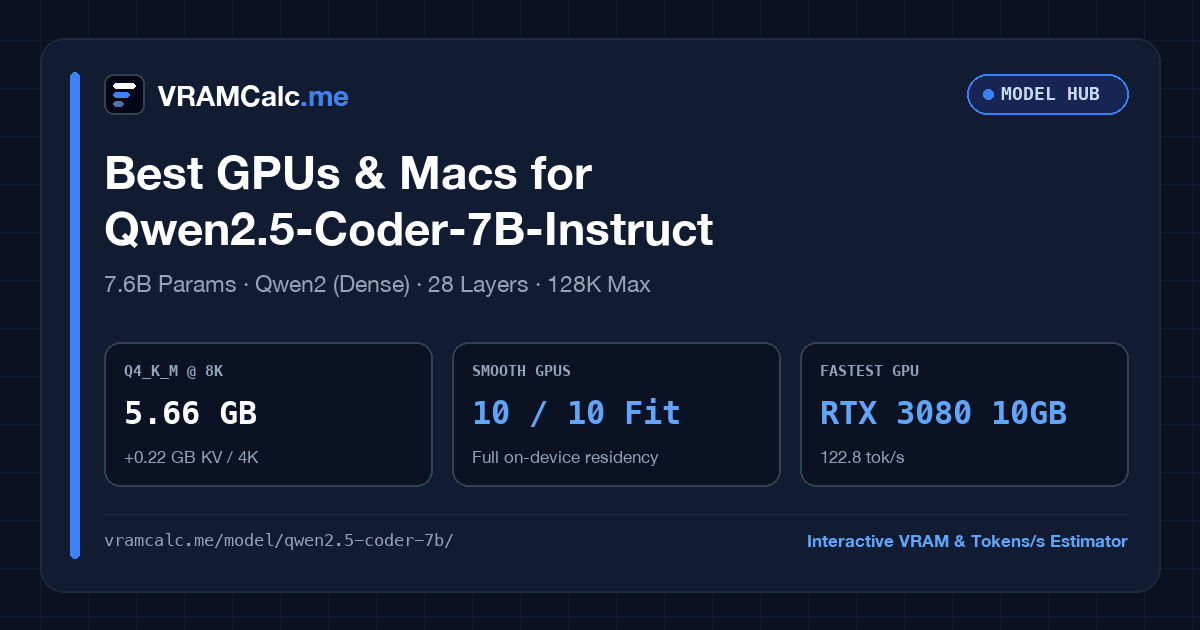 VRAMCalc.me
MODEL HUB
Best GPUs & Macs for
Qwen2.5-Coder-7B-Instruct
7.6B Params · Qwen2 (Dense) · 28 Layers · 128K Max
Q4_K_M @ 8K
5.66 GB
+0.22 GB KV / 4K
SMOOTH GPUS
10 / 10 Fit
Full on-device residency
FASTEST GPU
RTX 3080 10GB
122.8 tok/s
vramcalc.me/model/qwen2.5-coder-7b/
Interactive VRAM & Tokens/s Estimator